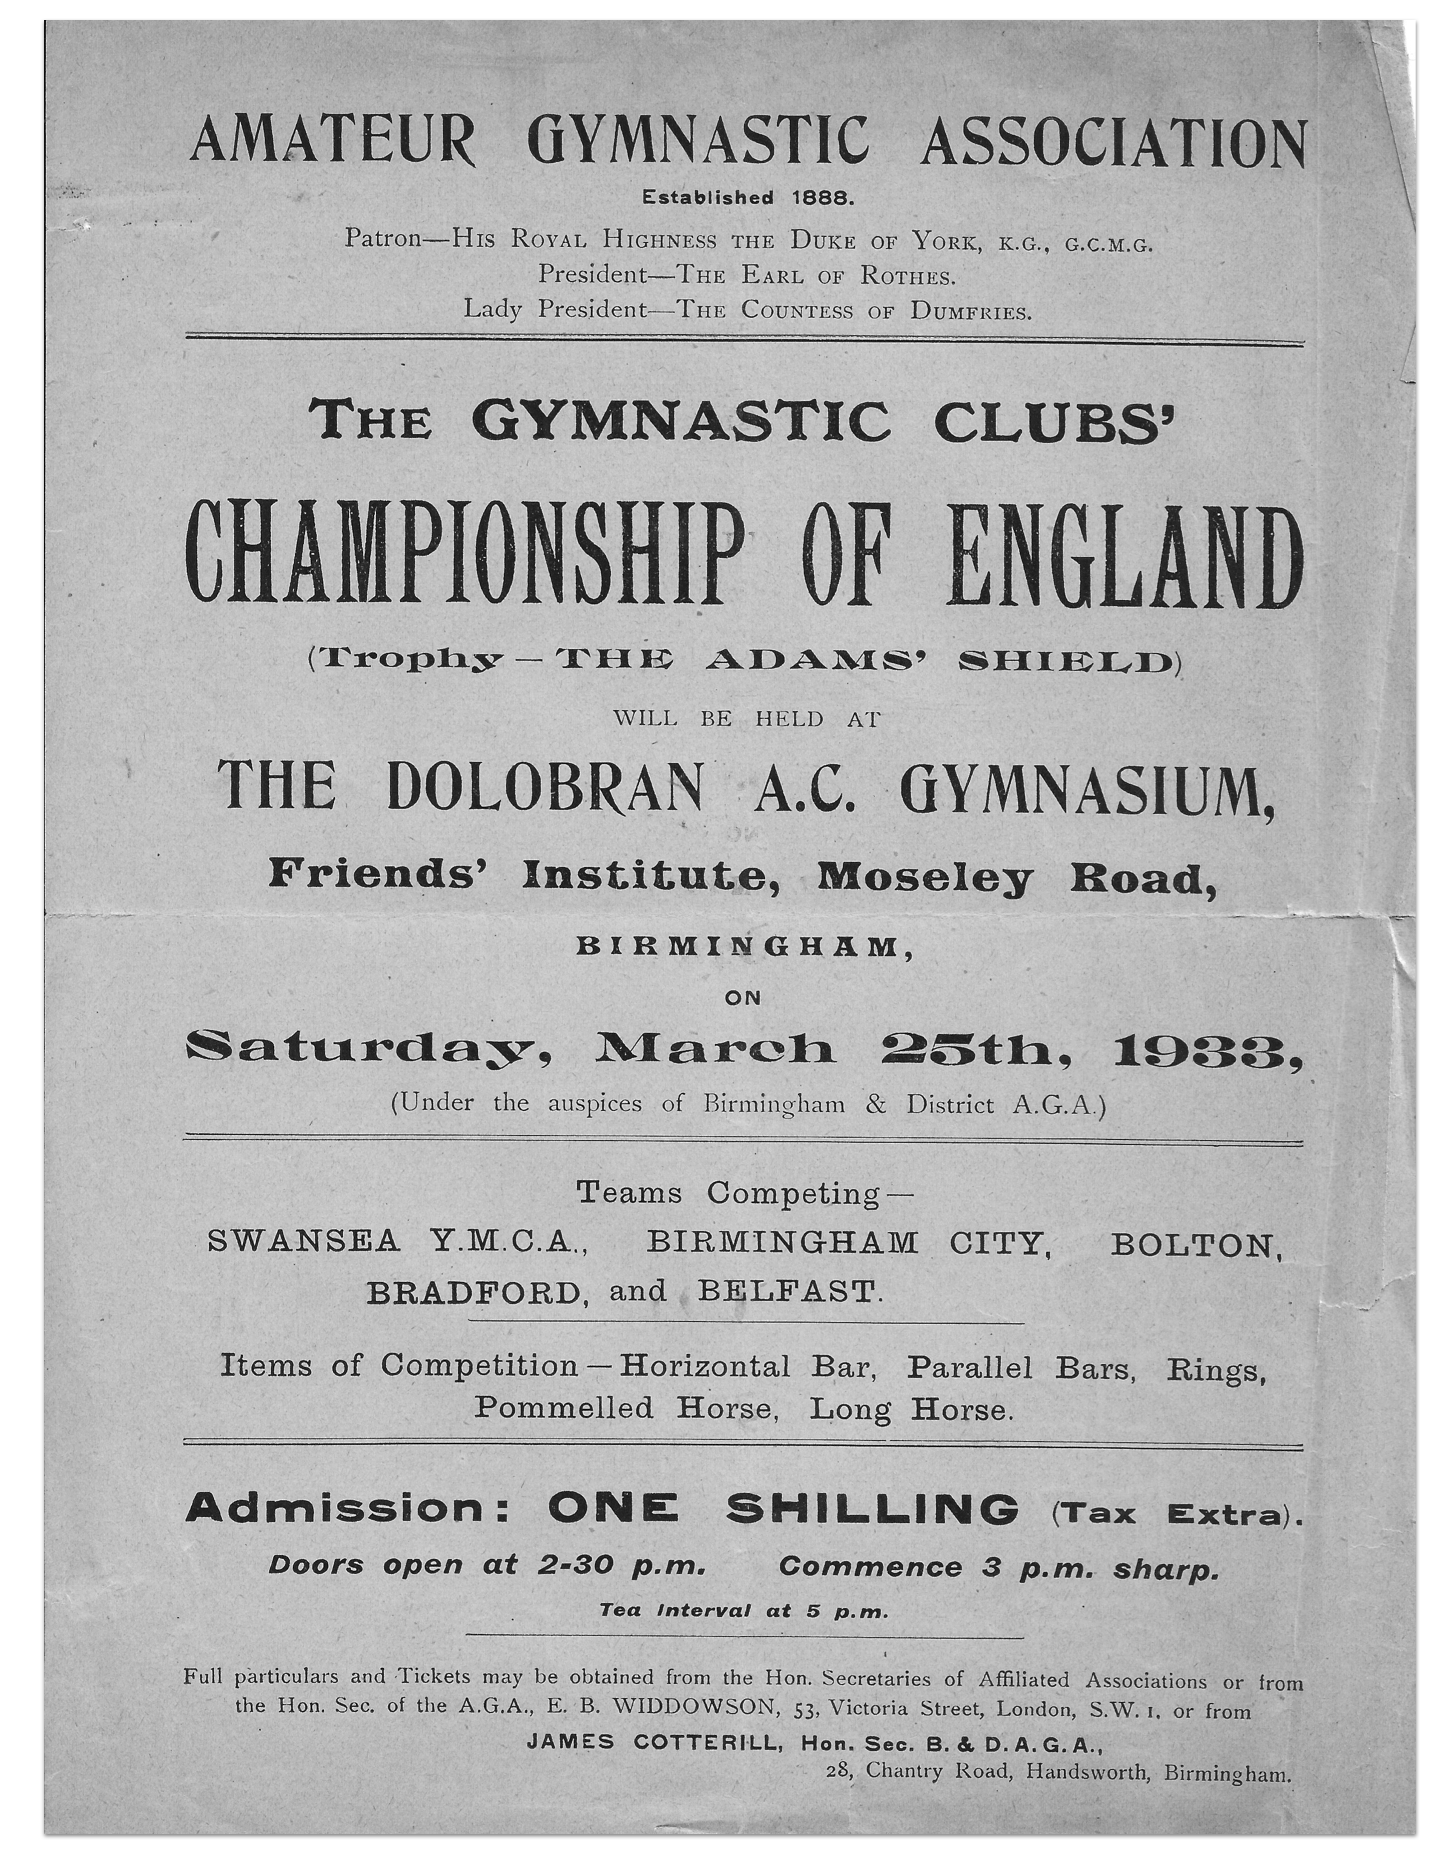 AMATEUR GYMNASTIC ASSOCIATION
Established 1888.
Patron—HIS ROYAL HIGHNESS THE DUKE OF YORK, K.G., G.C.M.G.
President—THE EARL OF ROTHES.
Lady President—THE COUNTESS OF DUMFRIES.
THE GYMNASTIC CLUBS'
CHAMPIONSHIP OF ENGLAND
(Trophy – THE ADAMS' SHIELD)
WILL BE HELD AT
THE DOLOBRAN A.C. GYMNASIUM,
Friends' Institute, Moseley Road,
BIRMINGHAM,
ON
Saturday, March 25th, 1933,
(Under the auspices of Birmingham & District A.G.A.)
Teams Competing—
SWANSEA Y.M.C.A., BIRMINGHAM CITY, BOLTON,
BRADFORD, and BELFAST.
Items of Competition — Horizontal Bar, Parallel Bars, Rings,
Pommelled Horse, Long Horse.
Admission: ONE SHILLING (Tax Extra).
Doors open at 2-30 p.m. Commence 3 p.m. sharp.
Tea Interval at 5 p.m.
Full particulars and Tickets may be obtained from the Hon. Secretaries of Affiliated Associations or from
the Hon. Sec. of the A.G.A., E. B. WIDDOWSON, 53, Victoria Street, London, S.W. 1, or from
JAMES COTTERILL, Hon. Sec. B. & D. A. G. A.,
28, Chantry Road, Handsworth, Birmingham.